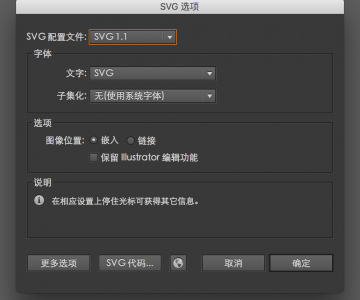 SVG 选项
SVG 配置文件: SVG 1.1
字体
文字: SVG
子集化: 无(使用系统字体)
选项
图像位置: 嵌入 链接
保留 Illustrator 编辑功能
说明
在相应设置上停住光标可获得其它信息。
更多选项 SVG 代码... 取消 确定